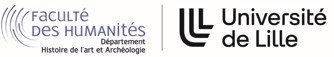 FACULTÉ
DES HUMANITÉS
Département
Histoire de l'art et Archéologie
Université
de Lille